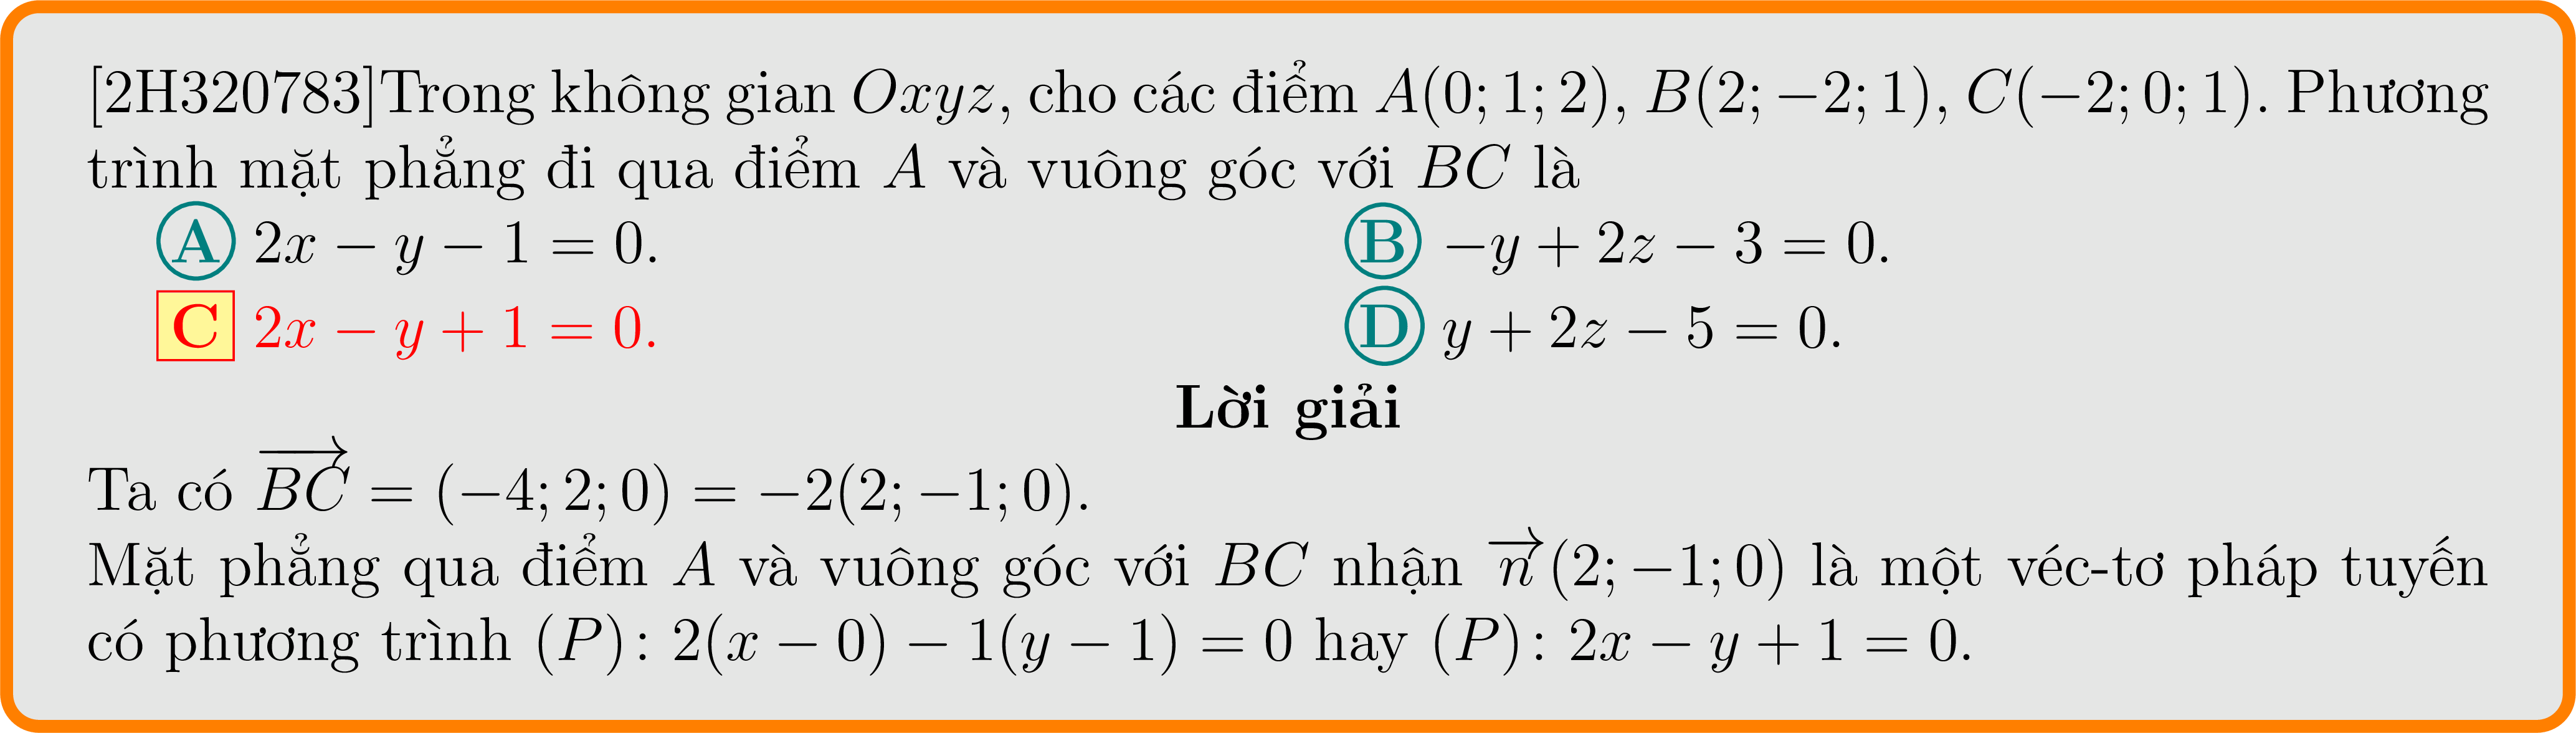 [2H320783]Trong không gian Oxyz, cho các điểm A(0; 1; 2), B(2; −2; 1), C(−2; 0; 1). Phương
trình mặt phẳng đi qua điểm A và vuông góc với BC là
A 2x − y − 1 = 0.
B −y + 2z − 3 = 0.
C 2x − y + 1 = 0.
D y + 2z − 5 = 0.
Lời giải
Ta có $\overrightarrow{BC}$ = (−4; 2; 0) = −2(2; −1; 0).
Mặt phẳng qua điểm A và vuông góc với BC nhận $\overrightarrow{n}$(2; −1; 0) là một véc-tơ pháp tuyến
có phương trình (P): 2(x − 0) − 1(y − 1) = 0 hay (P): 2x − y + 1 = 0.